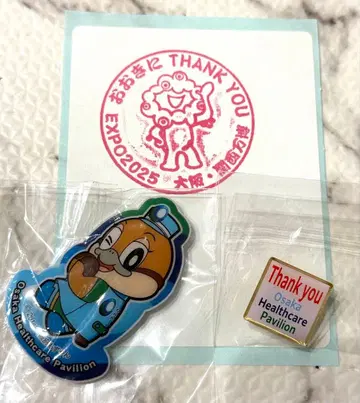 おおきに THANK YOU
EXPO2025・大阪・関西万博
Osaka Healthcare Pavilion
Thank you
Osaka
Healthcare
Pavilion